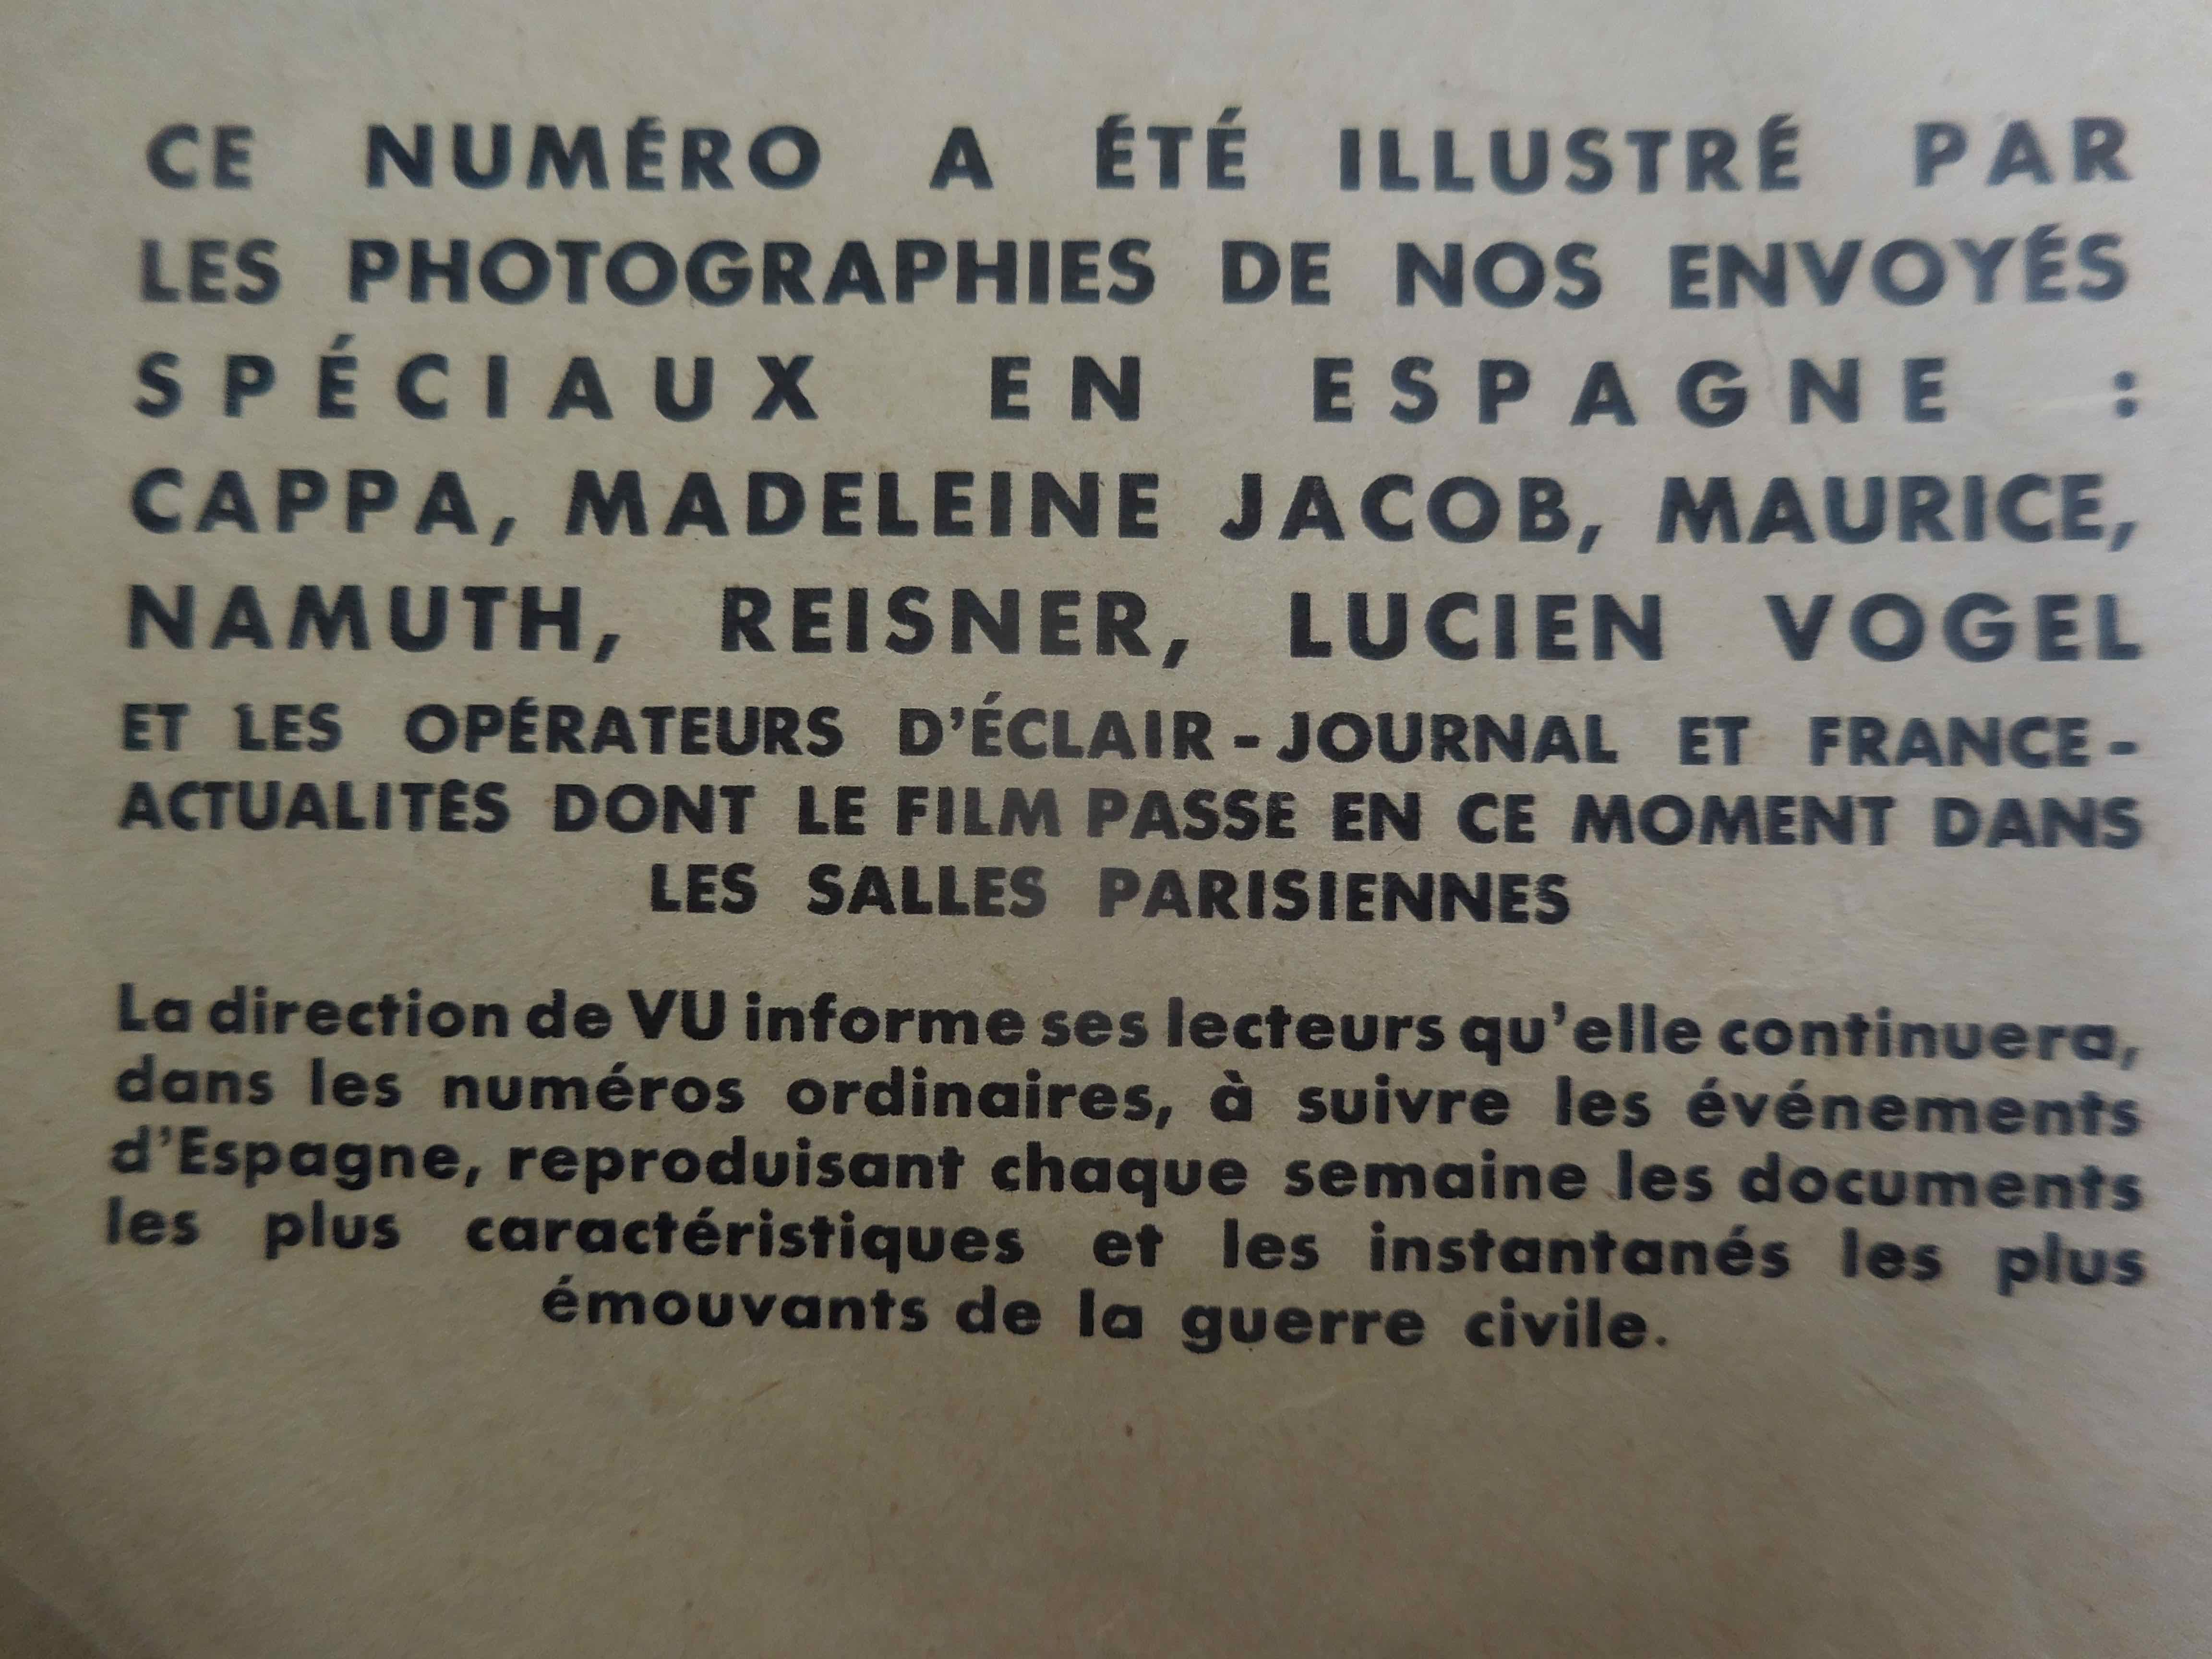 CE NUMÉRO A ÉTÉ ILLUSTRÉ PAR
LES PHOTOGRAPHIES DE NOS ENVOYÉS
SPÉCIAUX EN ESPAGNE :
CAPPA, MADELEINE JACOB, MAURICE,
NAMUTH, REISNER, LUCIEN VOGEL
ET LES OPÉRATEURS D'ÉCLAIR-JOURNAL ET FRANCE-
ACTUALITÉS DONT LE FILM PASSE EN CE MOMENT DANS
LES SALLES PARISIENNES
La direction de VU informe ses lecteurs qu'elle continuera,
dans les numéros ordinaires, à suivre les événements
d'Espagne, reproduisant chaque semaine les documents
les plus caractéristiques et les instantanés les plus
émouvants de la guerre civile.